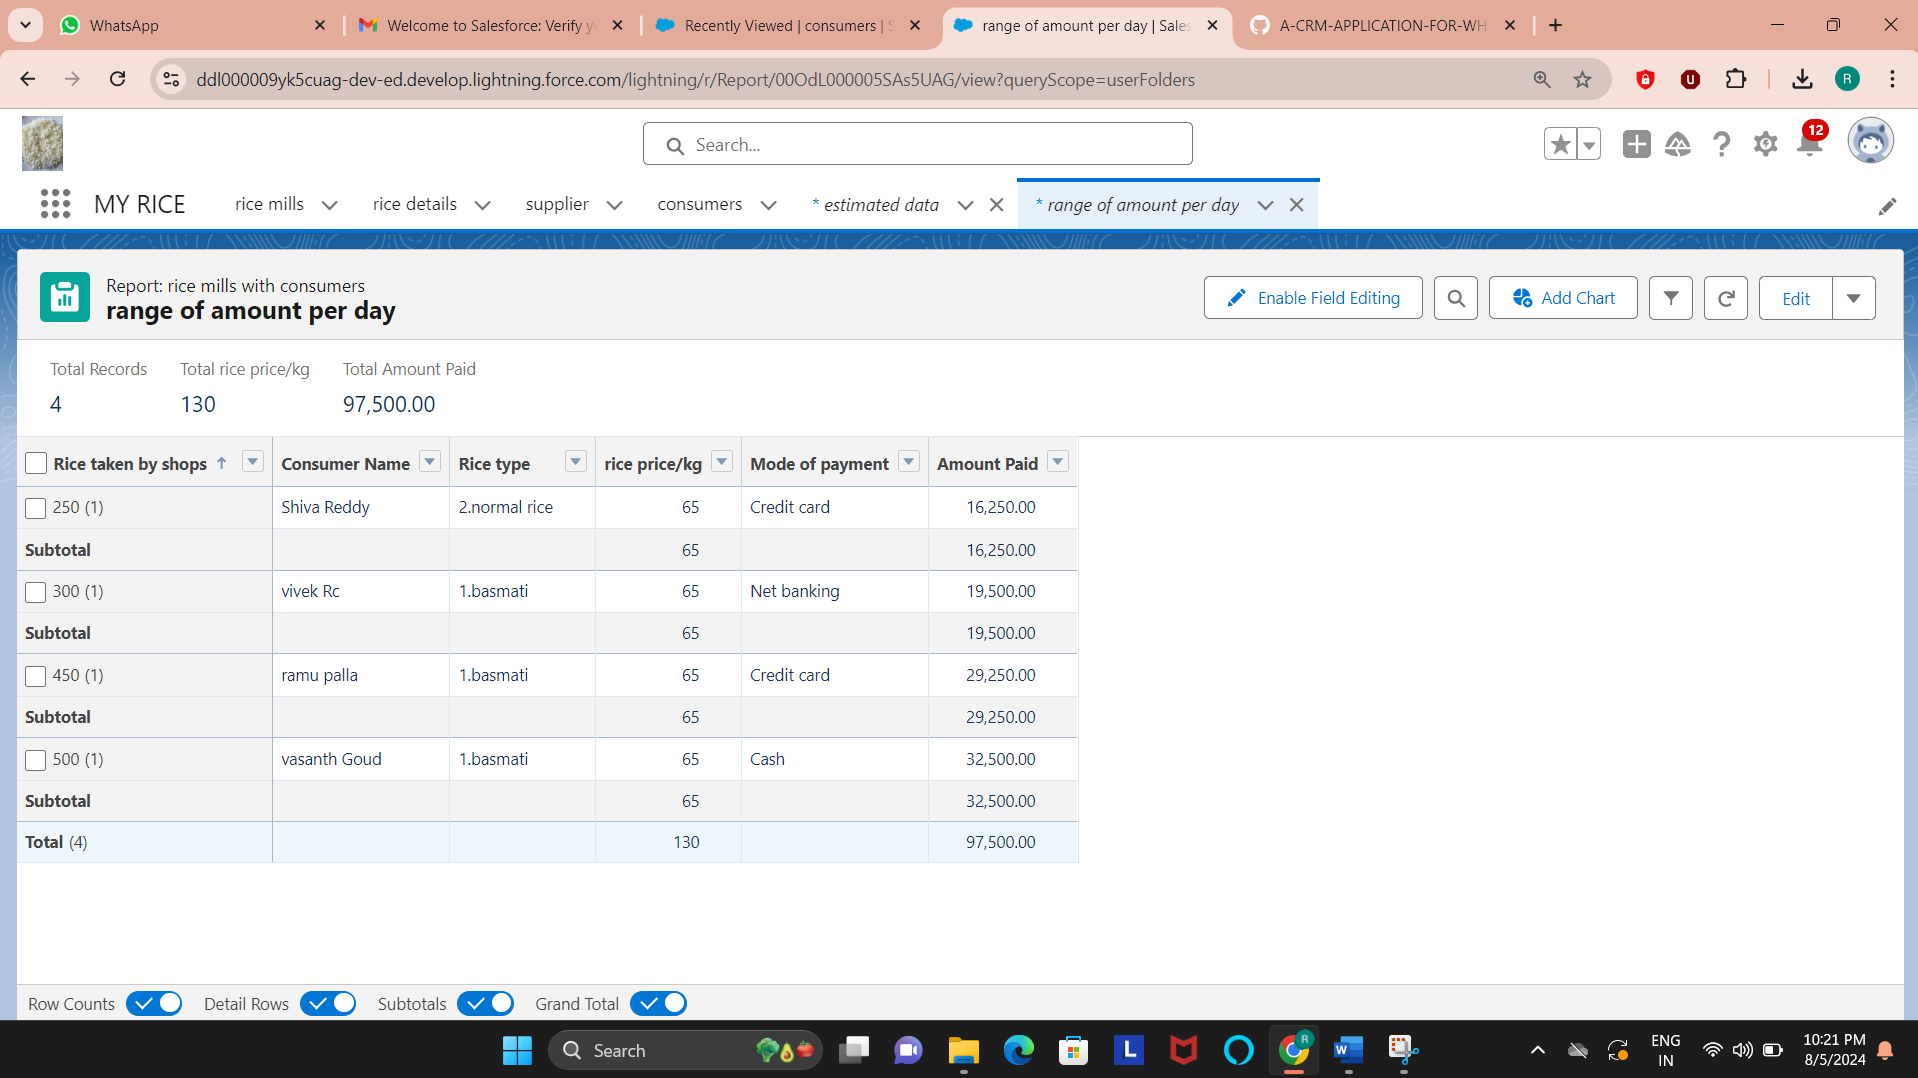 WhatsApp
Welcome to Salesforce: Verify y
Recently Viewed | consumers | S
range of amount per day | Sales
A-CRM-APPLICATION-FOR-WH
ddl000009yk5cuag-dev-ed.develop.lightning.force.com/lightning/r/Report/00OdL000005SAs5UAG/view?queryScope=userFolders
U
R
Search...
12
MY RICE
rice mills
rice details
supplier
consumers
* estimated data
* range of amount per day
Report: rice mills with consumers
range of amount per day
Enable Field Editing
Add Chart
Edit
Total Records Total rice price/kg Total Amount Paid
4 130 97,500.00
Rice taken by shops ↑ Consumer Name Rice type rice price/kg Mode of payment Amount Paid
250 (1) Shiva Reddy 2.normal rice 65 Credit card 16,250.00
Subtotal 65 16,250.00
300 (1) vivek Rc 1.basmati 65 Net banking 19,500.00
Subtotal 65 19,500.00
450 (1) ramu palla 1.basmati 65 Credit card 29,250.00
Subtotal 65 29,250.00
500 (1) vasanth Goud 1.basmati 65 Cash 32,500.00
Subtotal 65 32,500.00
Total (4) 130 97,500.00
Row Counts Detail Rows Subtotals Grand Total
Search
L
R
W
ENG
IN
10:21 PM
8/5/2024